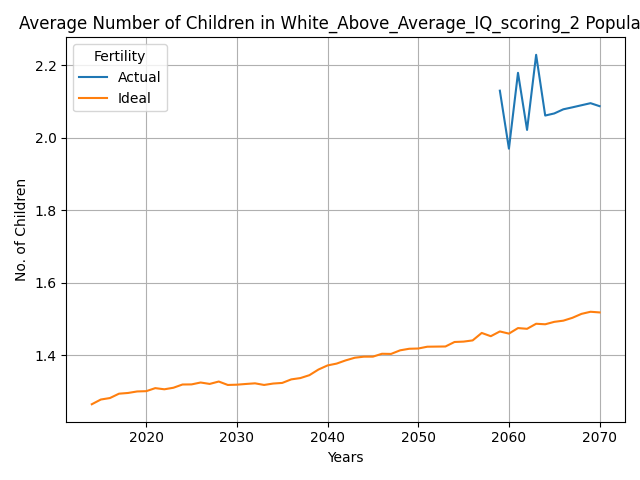 Average Number of Children in White_Above_Average_IQ_scoring_2 Popula
Fertility
Actual
Ideal
2.2
2.0
1.8
1.6
1.4
No. of Children
2020 2030 2040 2050 2060 2070
Years